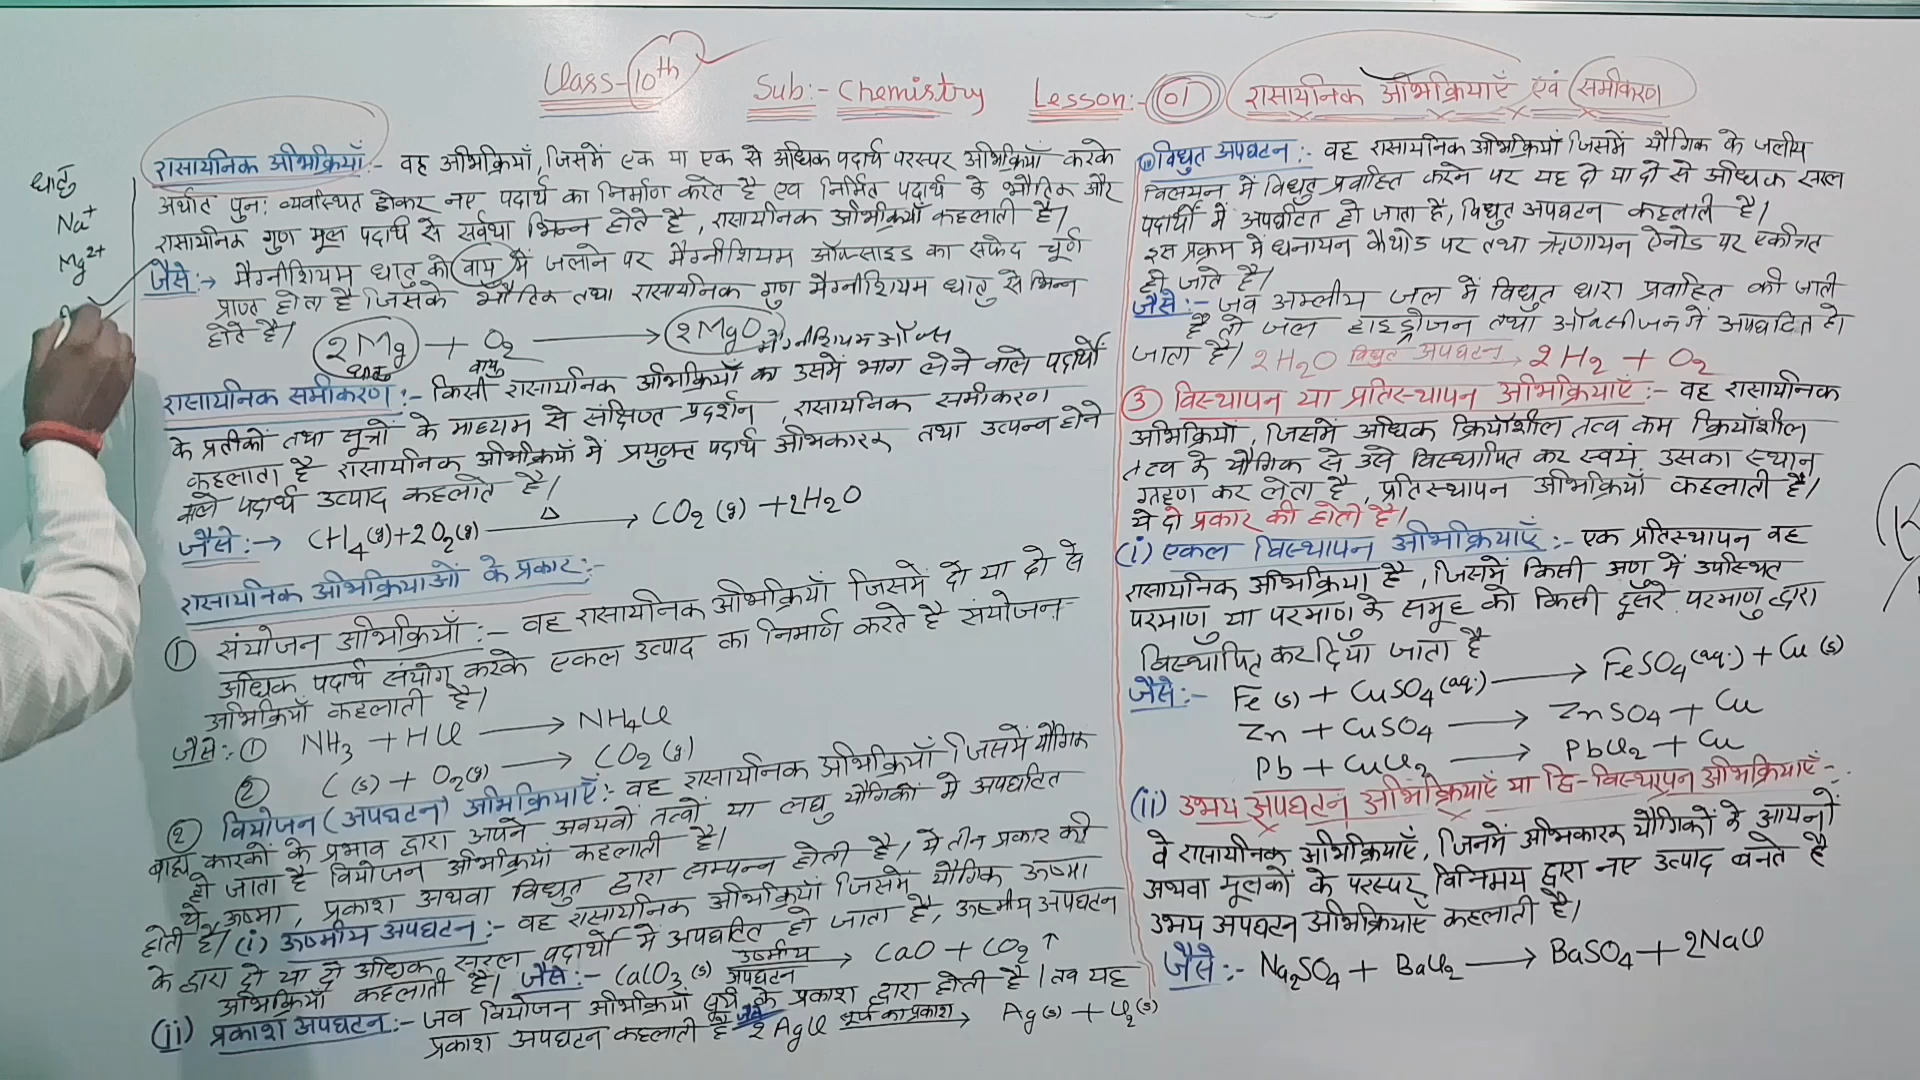 Class-10th Sub:- Chemistry Lesson:- 01 रासायनिक अभिक्रियाएँ एवं समीकरण
धातु
Na⁺
Mg²⁺
रासायनिक अभिक्रियाँ:- वह अभिक्रियाँ, जिसमें एक या एक से अधिक पदार्थ परस्पर अभिक्रियाँ करके
अर्थात पुनः व्यवस्थित होकर नए पदार्थ का निर्माण करते है एवं निर्मित पदार्थ के भौतिक और
रासायनिक गुण मूल पदार्थ से सर्वथा भिन्न होते है, रासायनिक अभिक्रियाँ कहलाती है।
जैसे:→ मैग्नीशियम धातु को वायु में जलाने पर मैग्नीशियम ऑक्साइड का सफेद चूर्ण
प्राप्त होता है जिसके भौतिक तथा रासायनिक गुण मैग्नीशियम धातु से भिन्न
होते है।
2Mg + O₂ → 2MgO
धातु वायु मैग्नीशियम ऑक्स
रासायनिक समीकरण:- किसी रासायनिक अभिक्रियाँ का उसमें भाग लेने वाले पदार्थों
के प्रतीकों तथा सूत्रों के माध्यम से संक्षिप्त प्रदर्शन, रासायनिक समीकरण
कहलाता है रासायनिक अभिक्रियाँ में प्रयुक्त पदार्थ अभिकारक तथा उत्पन्न होने
वाले पदार्थ उत्पाद कहलाते है।
जैसे:→ CH₄(g)+2O₂(g) —Δ→ CO₂(g)+2H₂O
रासायनिक अभिक्रियाओं के प्रकार:-
① संयोजन अभिक्रियाँ:- वह रासायनिक अभिक्रियाँ जिसमें दो या दो से
अधिक पदार्थ संयोग करके एकल उत्पाद का निमार्ण करते है संयोजन
अभिक्रियाँ कहलाती है।
जैसे:① NH₃ + HCl → NH₄Cl
② C(s) + O₂(g) → CO₂(g)
② वियोजन (अपघटन) अभिक्रियाएँ:- वह रासायनिक अभिक्रियाँ जिसमें यौगिक
बाह्य कारकों के प्रभाव द्वारा अपने अवयवों तत्वों या लघु यौगिकों में अपघटित
हो जाता है वियोजन अभिक्रियाँ कहलाती है।
ये ऊष्मा, प्रकाश अथवा विद्युत द्वारा सम्पन्न होती है। ये तीन प्रकार की
होती है। (i) ऊष्मीय अपघटन:- वह रासायनिक अभिक्रियाँ जिसमें यौगिक ऊष्मा
के द्वारा दो या दो अधिक सरल पदार्थों में अपघटित हो जाता है, ऊष्मीय अपघटन
अभिक्रियाँ कहलाती है। जैसे:- CaCO₃(s) ऊष्मीय अपघटन → CaO + CO₂↑
(ii) प्रकाश अपघटन:- जब वियोजन अभिक्रियाँ सूर्य के प्रकाश द्वारा होती है। तब यह
प्रकाश अपघटन कहलाती है जैसे 2AgCl सूर्य का प्रकाश → Ag(s) + Cl₂(s)
विद्युत अपघटन:- वह रासायनिक अभिक्रियाँ जिसमें यौगिक के जलीय
विलयन में विद्युत प्रवाहित करने पर यह दो या दो से अधिक सरल
पदार्थों में अपघटित हो जाता है, विद्युत अपघटन कहलाती है।
इस प्रक्रम में धनायन कैथोड पर तथा ऋणायन ऐनोड पर एकत्रित
हो जाते है।
जैसे:- जब अम्लीय जल में विद्युत धारा प्रवाहित की जाती
है तो जल हाइड्रोजन तथा ऑक्सीजन में अपघटित हो
जाता है। 2H₂O विद्युत अपघटन → 2H₂ + O₂
③ विस्थापन या प्रतिस्थापन अभिक्रियाएँ:- वह रासायनिक
अभिक्रियाँ, जिसमें अधिक क्रियाँशील तत्व कम क्रियाँशील
तत्व के यौगिक से उसे विस्थापित कर स्वयं उसका स्थान
ग्रहण कर लेता है, प्रतिस्थापन अभिक्रियाँ कहलाती है।
ये दो प्रकार की होती है।
(i) एकल विस्थापन अभिक्रियाएँ:- एक प्रतिस्थापन वह
रासायनिक अभिक्रिया है, जिसमें किसी अणु में उपस्थित
परमाणु या परमाणु के समूह को किसी दूसरे परमाणु द्वारा
विस्थापित कर दिया जाता है
जैसे:- Fe(s) + CuSO₄(aq.) → FeSO₄(aq.) + Cu(s)
Zn + CuSO₄ → ZnSO₄ + Cu
Pb + CuCl₂ → PbCl₂ + Cu
(ii) उभय अपघटन अभिक्रियाएँ या द्वि-विस्थापन अभिक्रियाएँ-:
वे रासायनिक अभिक्रियाएँ, जिनमें अभिकारक यौगिकों के आयनों
अथवा मूलकों के परस्पर विनिमय द्वारा नए उत्पाद बनते है
उभय अपघटन अभिक्रियाएँ कहलाती है।
जैसे:- Na₂SO₄ + BaCl₂ → BaSO₄ + 2NaCl